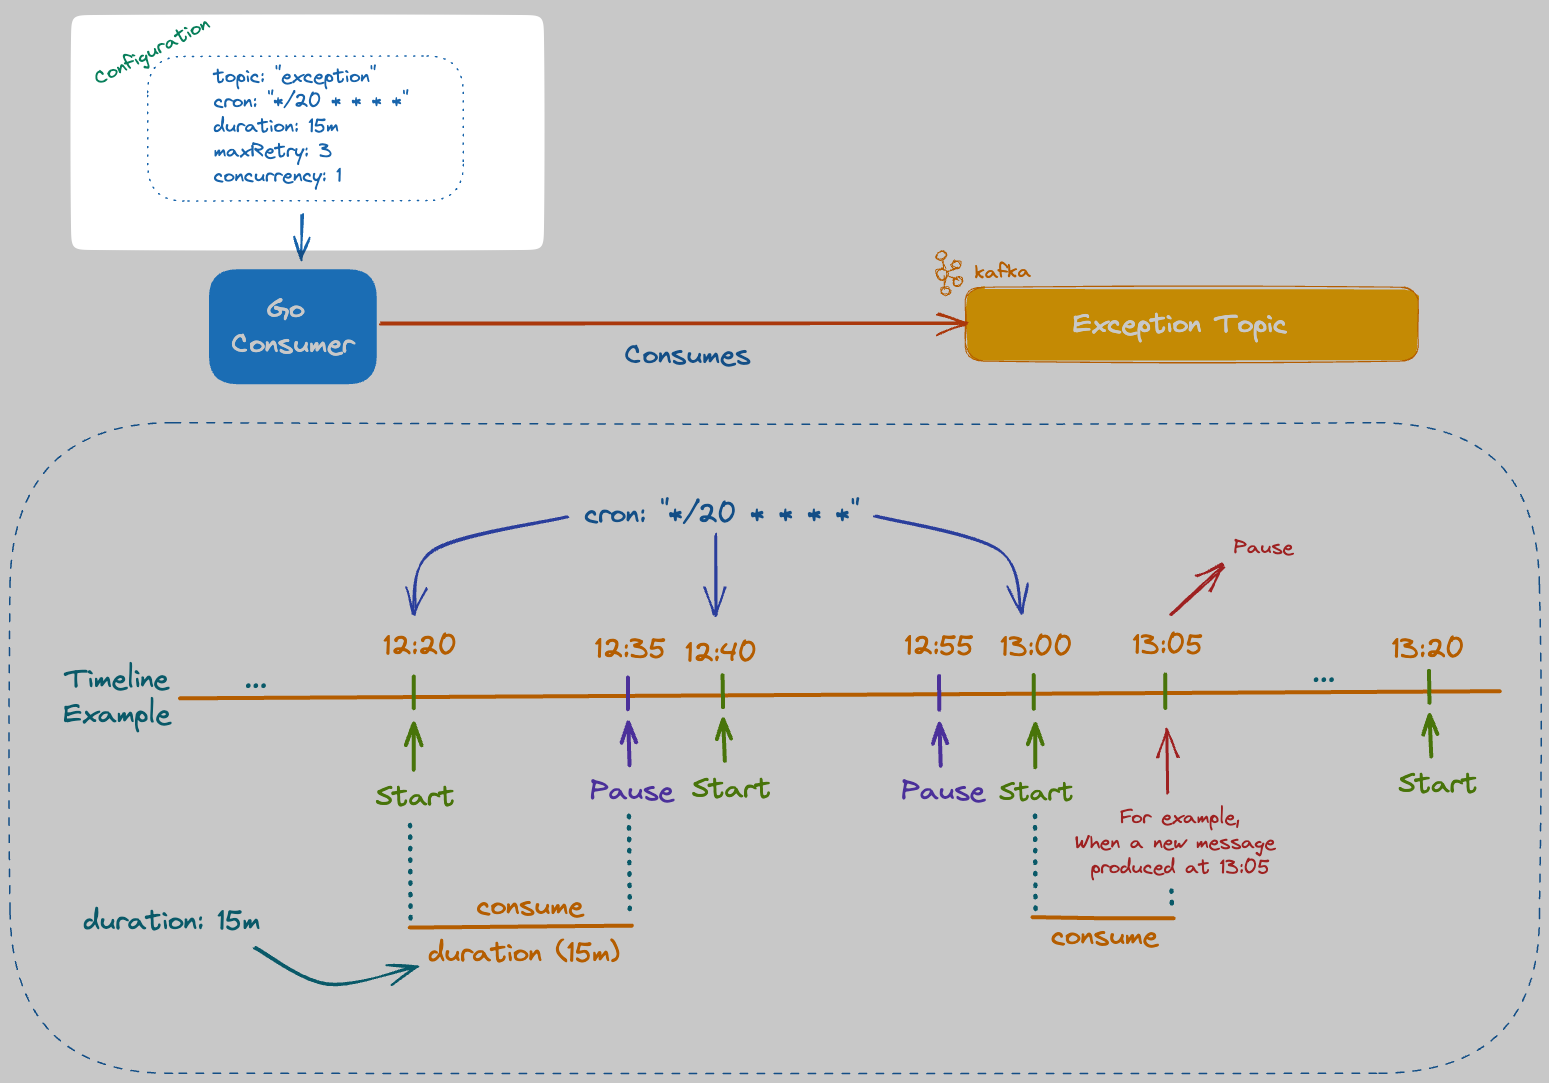 Configuration
topic: "exception"
cron: "*/20 * * * *"
duration: 15m
maxRetry: 3
concurrency: 1
Go
Consumer
Consumes
kafka
Exception Topic
cron: "*/20 * * * *"
Pause
12:20
12:35
12:40
12:55
13:00
13:05
13:20
Timeline
Example
...
...
Start
Pause
Start
Pause
Start
Start
For example,
When a new message
produced at 13:05
duration: 15m
consume
duration (15m)
consume